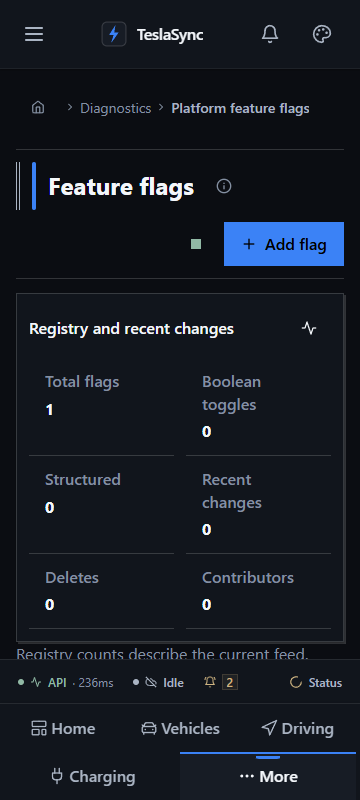 TeslaSync
Diagnostics
Platform feature flags
Feature flags
+ Add flag
Registry and recent changes
Total flags
1
Boolean
toggles
0
Structured
0
Recent
changes
0
Deletes
0
Contributors
0
Registry counts describe the current feed.
API · 236ms
Idle
2
Status
Home
Vehicles
Driving
Charging
More